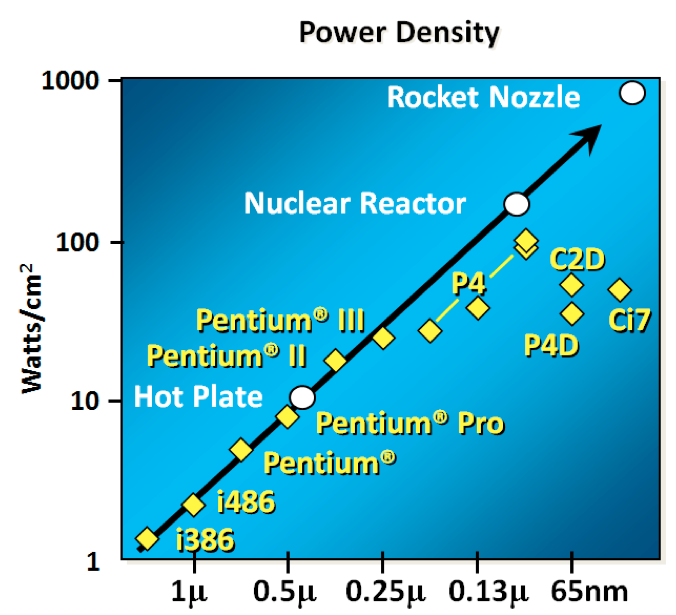 Power Density
1000
Rocket Nozzle
Nuclear Reactor
100
C2D
P4
Watts/cm²
Pentium® III
Ci7
Pentium® II
P4D
10
Hot Plate
Pentium® Pro
Pentium®
i486
i386
1
1μ 0.5μ 0.25μ 0.13μ 65nm